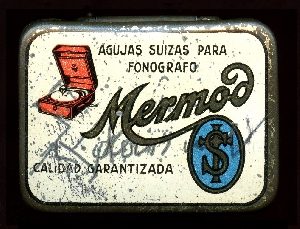 AGUJAS SUIZAS PARA
FONOGRAFO
Mermod
CALIDAD GARANTIZADA